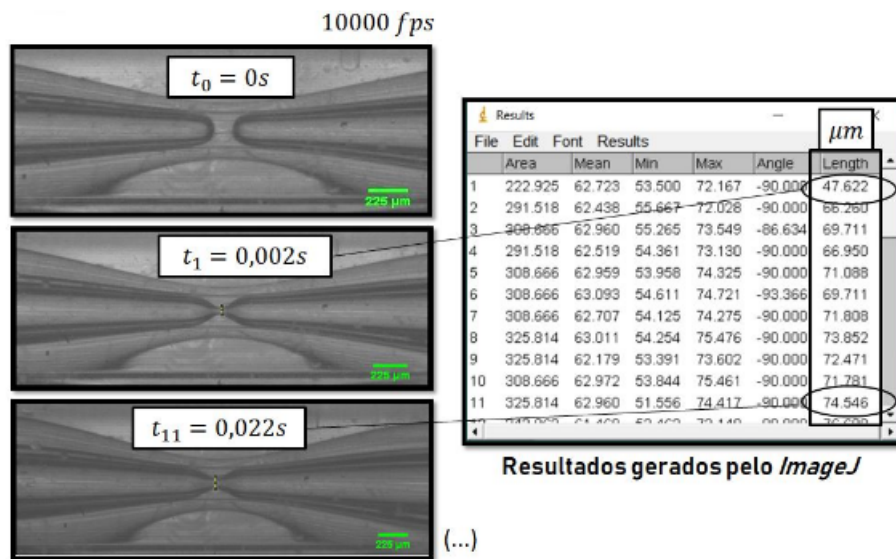 10000 fps
t₀ = 0s
225 µm
t₁ = 0,002s
225 µm
t₁₁ = 0,022s
225 µm
(...)
Results
µm
File Edit Font Results
Area Mean Min Max Angle Length
1 222.925 62.723 53.500 72.167 -90.000 47.622
2 291.518 62.438 55.667 72.028 -90.000 66.260
3 308.666 62.960 55.265 73.549 -86.634 69.711
4 291.518 62.519 54.361 73.130 -90.000 66.950
5 308.666 62.959 53.958 74.325 -90.000 71.088
6 308.666 63.093 54.611 74.721 -93.366 69.711
7 308.666 62.707 54.125 74.275 -90.000 71.808
8 325.814 63.011 54.254 75.476 -90.000 73.852
9 325.814 62.179 53.391 73.602 -90.000 72.471
10 308.666 62.972 53.844 75.461 -90.000 71.781
11 325.814 62.960 51.556 74.417 -90.000 74.546
Resultados gerados pelo ImageJ